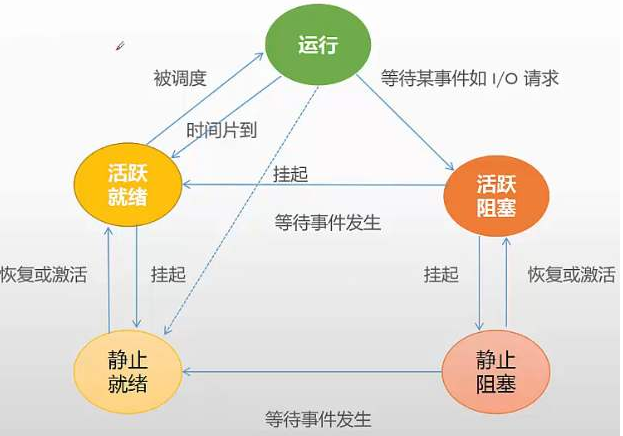 运行
被调度
等待某事件如 I/O 请求
时间片到
活跃
就绪
挂起
活跃
阻塞
等待事件发生
恢复或激活
挂起
挂起
恢复或激活
静止
就绪
静止
阻塞
等待事件发生